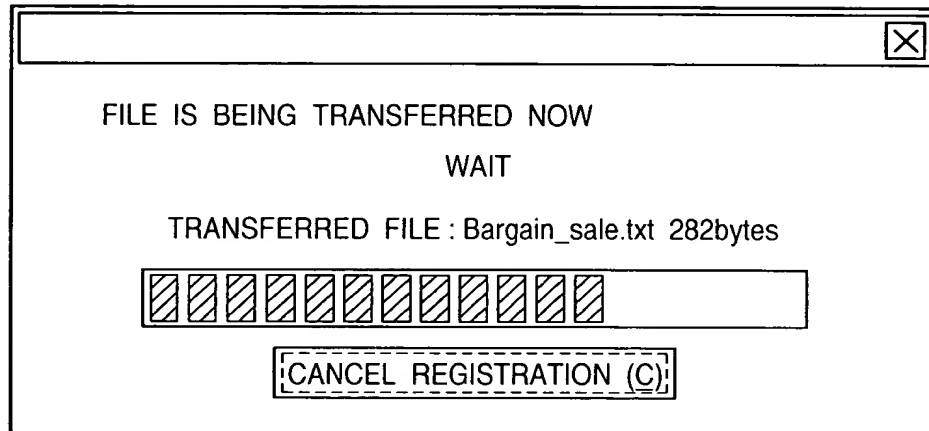 FILE IS BEING TRANSFERRED NOW
WAIT
TRANSFERRED FILE : Bargain_sale.txt 282bytes
CANCEL REGISTRATION (C)